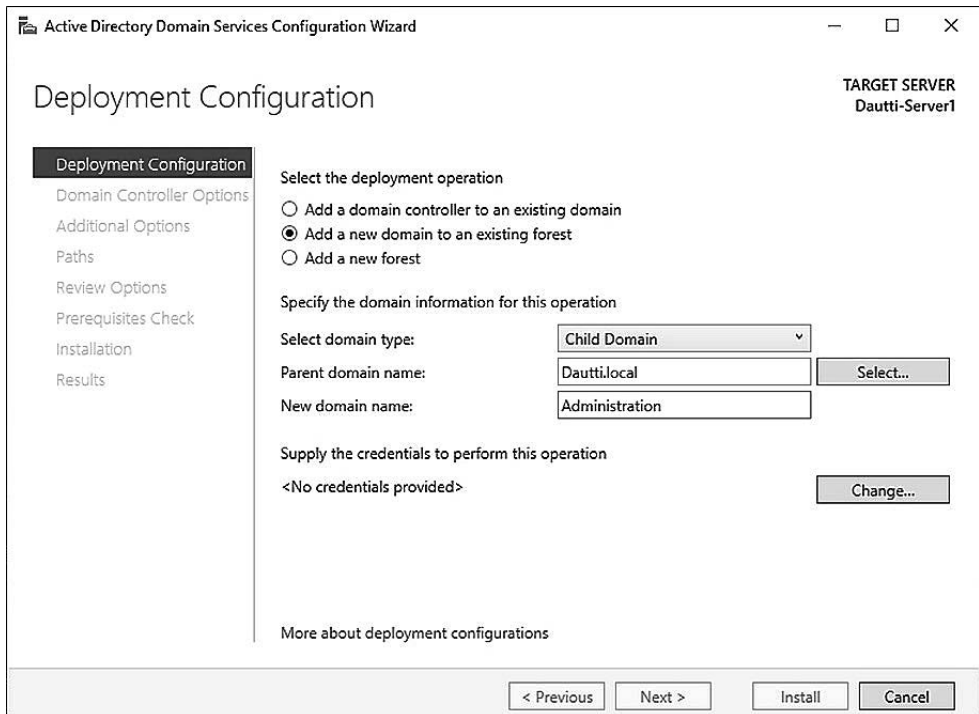 Active Directory Domain Services Configuration Wizard
Deployment Configuration
TARGET SERVER
Dautti-Server1
Deployment Configuration
Domain Controller Options
Additional Options
Paths
Review Options
Prerequisites Check
Installation
Results
Select the deployment operation
Add a domain controller to an existing domain
Add a new domain to an existing forest
Add a new forest
Specify the domain information for this operation
Select domain type: Child Domain
Parent domain name: Dautti.local Select...
New domain name: Administration
Supply the credentials to perform this operation
<No credentials provided> Change...
More about deployment configurations
< Previous Next > Install Cancel